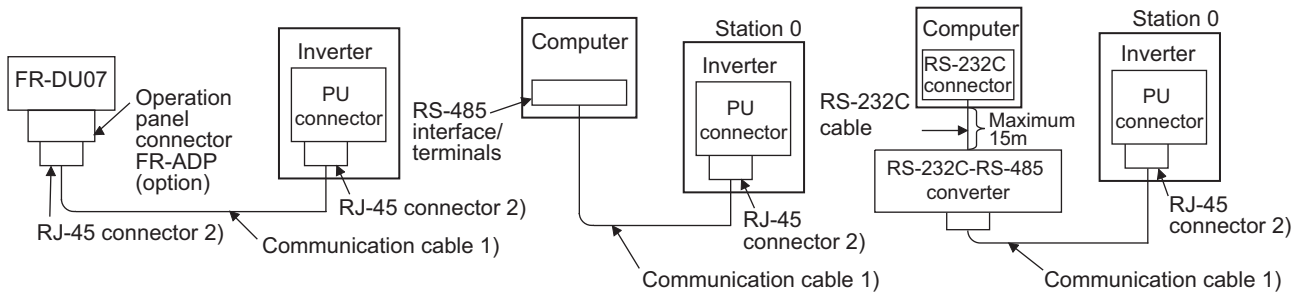 FR-DU07
Operation
panel
connector
FR-ADP
(option)
RJ-45 connector 2)
Inverter
PU
connector
RJ-45 connector 2)
Communication cable 1)
Computer
RS-485
interface/
terminals
Station 0
Inverter
PU
connector
RJ-45
connector 2)
Communication cable 1)
Computer
RS-232C
connector
RS-232C
cable
Maximum
15m
RS-232C-RS-485
converter
Station 0
Inverter
PU
connector
RJ-45
connector 2)
Communication cable 1)